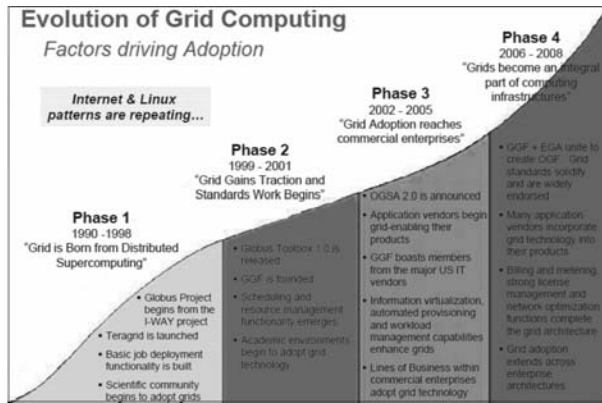 Evolution of Grid Computing
Factors driving Adoption
Internet & Linux
patterns are repeating…
Phase 1
1990 -1998
"Grid is Born from Distributed
Supercomputing"
• Globus Project
begins from the
I-WAY project
• Teragrid is launched
• Basic job deployment
functionality is built
• Scientific community
begins to adopt grids
Phase 2
1999 - 2001
"Grid Gains Traction and
Standards Work Begins"
• Globus Toolbox 1.0 is
released
• GGF is founded
• Scheduling and
resource management
functionality emerges
• Academic environments
begin to adopt grid
technology
Phase 3
2002 - 2005
"Grid Adoption reaches
commercial enterprises"
• OGSA 2.0 is announced
• Application vendors begin
grid-enabling their
products
• GGF boasts members
from the major US IT
vendors
• Information virtualization,
automated provisioning
and workload
management capabilities
enhance grids
• Lines of Business within
commercial enterprises
adopt grid technology
Phase 4
2006 - 2008
"Grids become an integral
part of computing
infrastructures"
• GGF + EGA unite to
create OGF Grid
standards solidify
and are widely
endorsed
• Many application
vendors incorporate
grid technology into
their products
• Billing and metering,
strong license
management and
network optimization
functions complete
the grid architecture
• Grid adoption
extends across
enterprise
architectures.